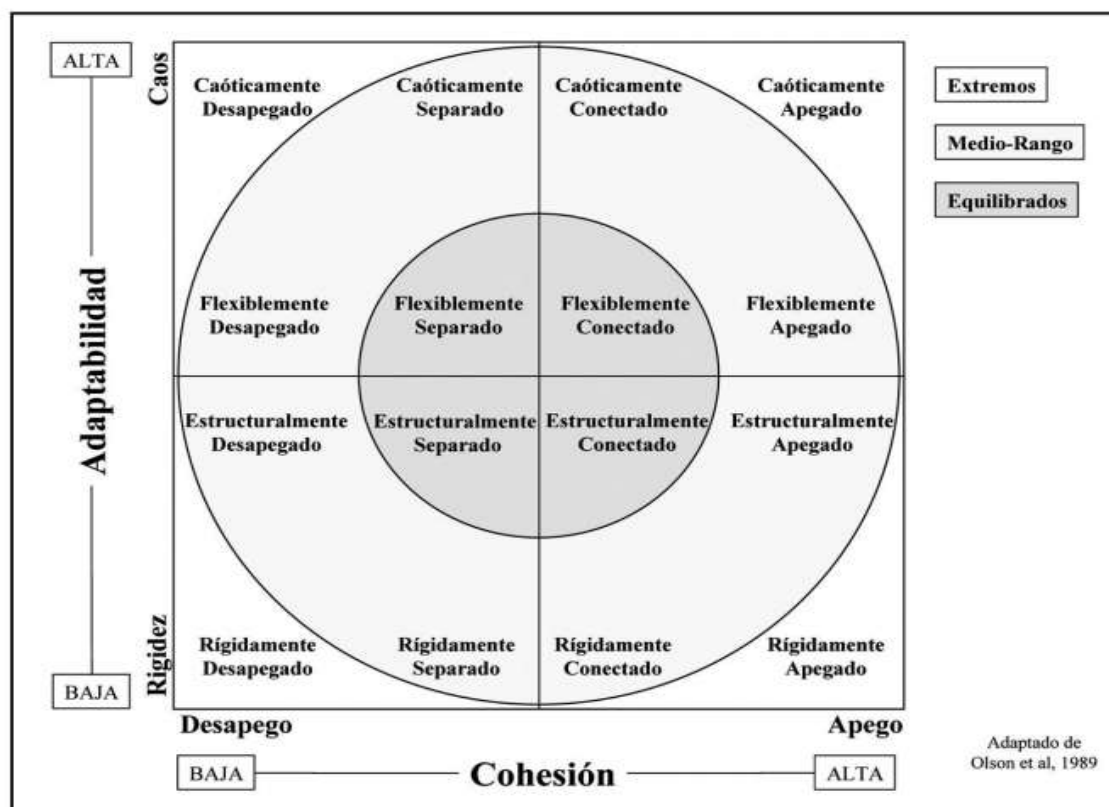 ALTA
Adaptabilidad
BAJA
Caos
Rigidez
Caóticamente
Desapegado
Caóticamente
Separado
Caóticamente
Conectado
Caóticamente
Apegado
Flexiblemente
Desapegado
Flexiblemente
Separado
Flexiblemente
Conectado
Flexiblemente
Apegado
Estructuralmente
Desapegado
Estructuralmente
Separado
Estructuralmente
Conectado
Estructuralmente
Apegado
Rígidamente
Desapegado
Rígidamente
Separado
Rígidamente
Conectado
Rígidamente
Apegado
Desapego
Apego
BAJA
Cohesión
ALTA
Extremos
Medio-Rango
Equilibrados
Adaptado de
Olson et al, 1989